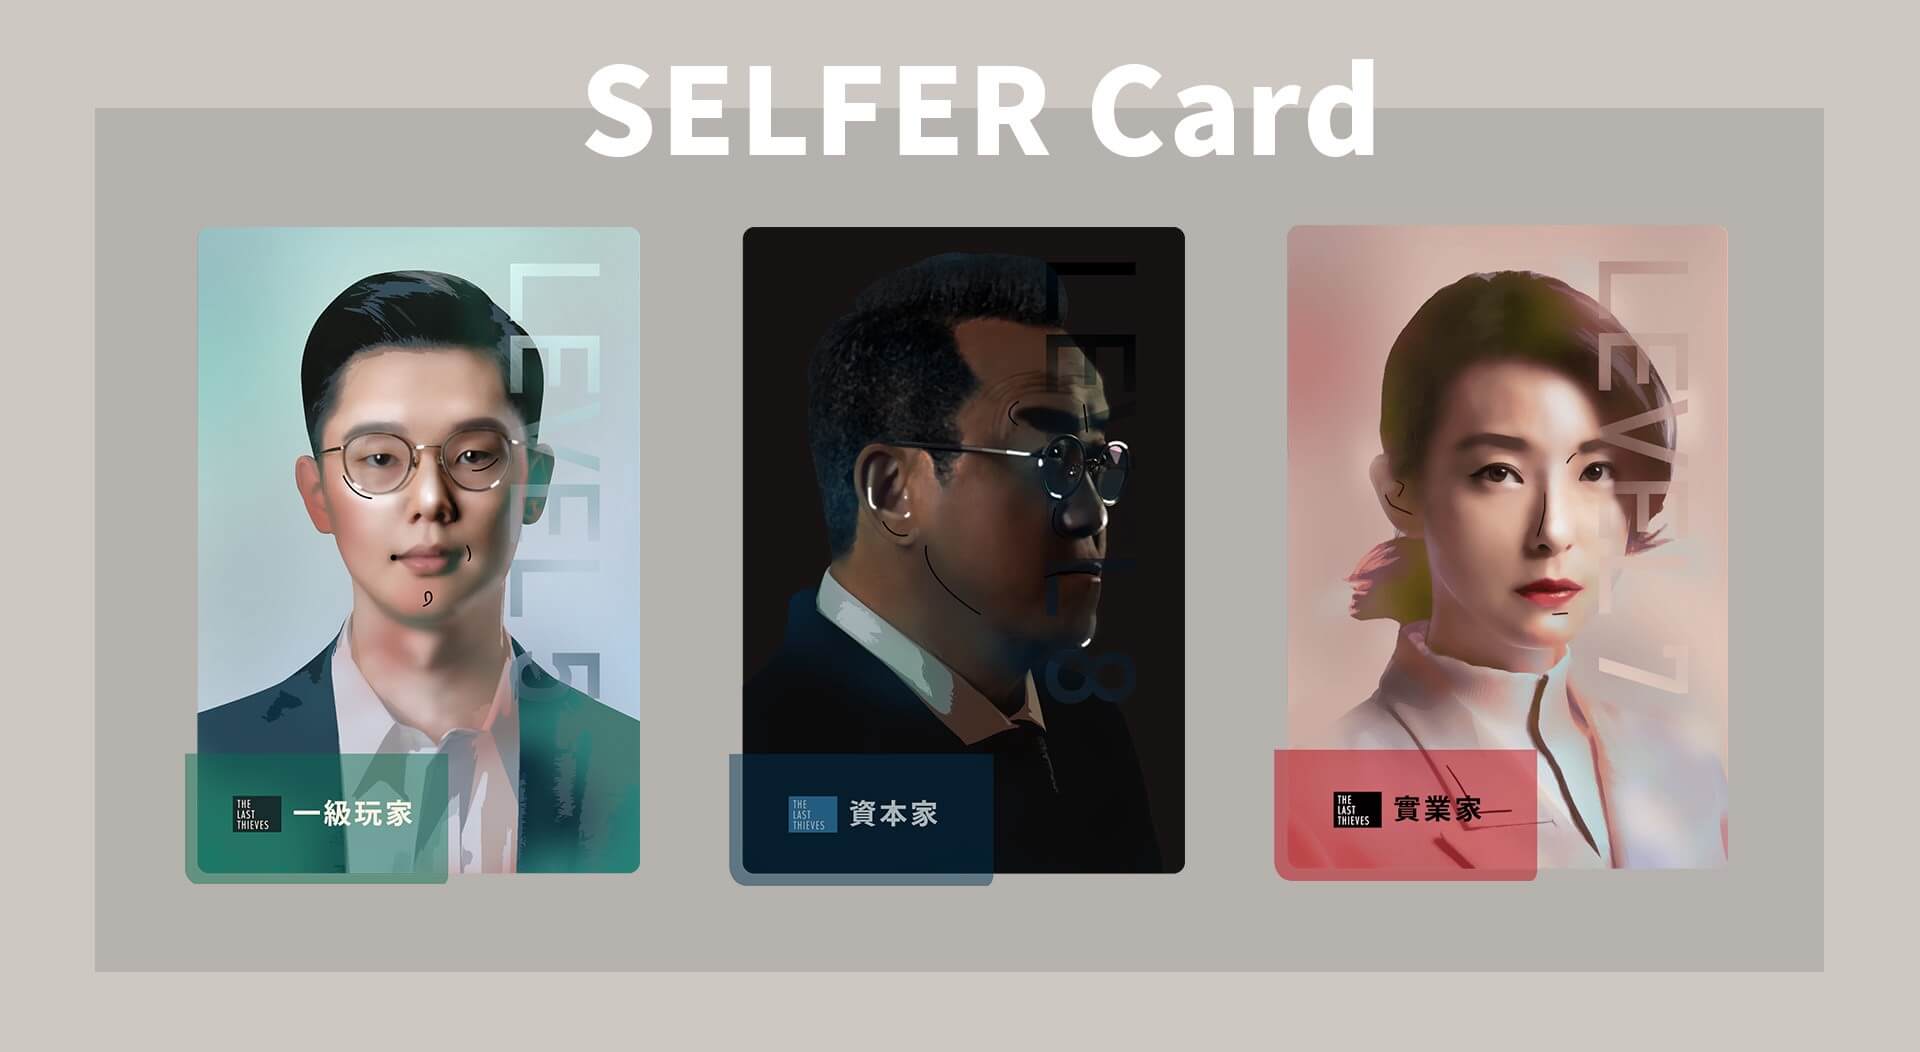 SELFER Card
LEVEL 5
THE
LAST
THIEVES
一級玩家
LEVEL 8
THE
LAST
THIEVES
資本家
LEVEL 7
THE
LAST
THIEVES
實業家